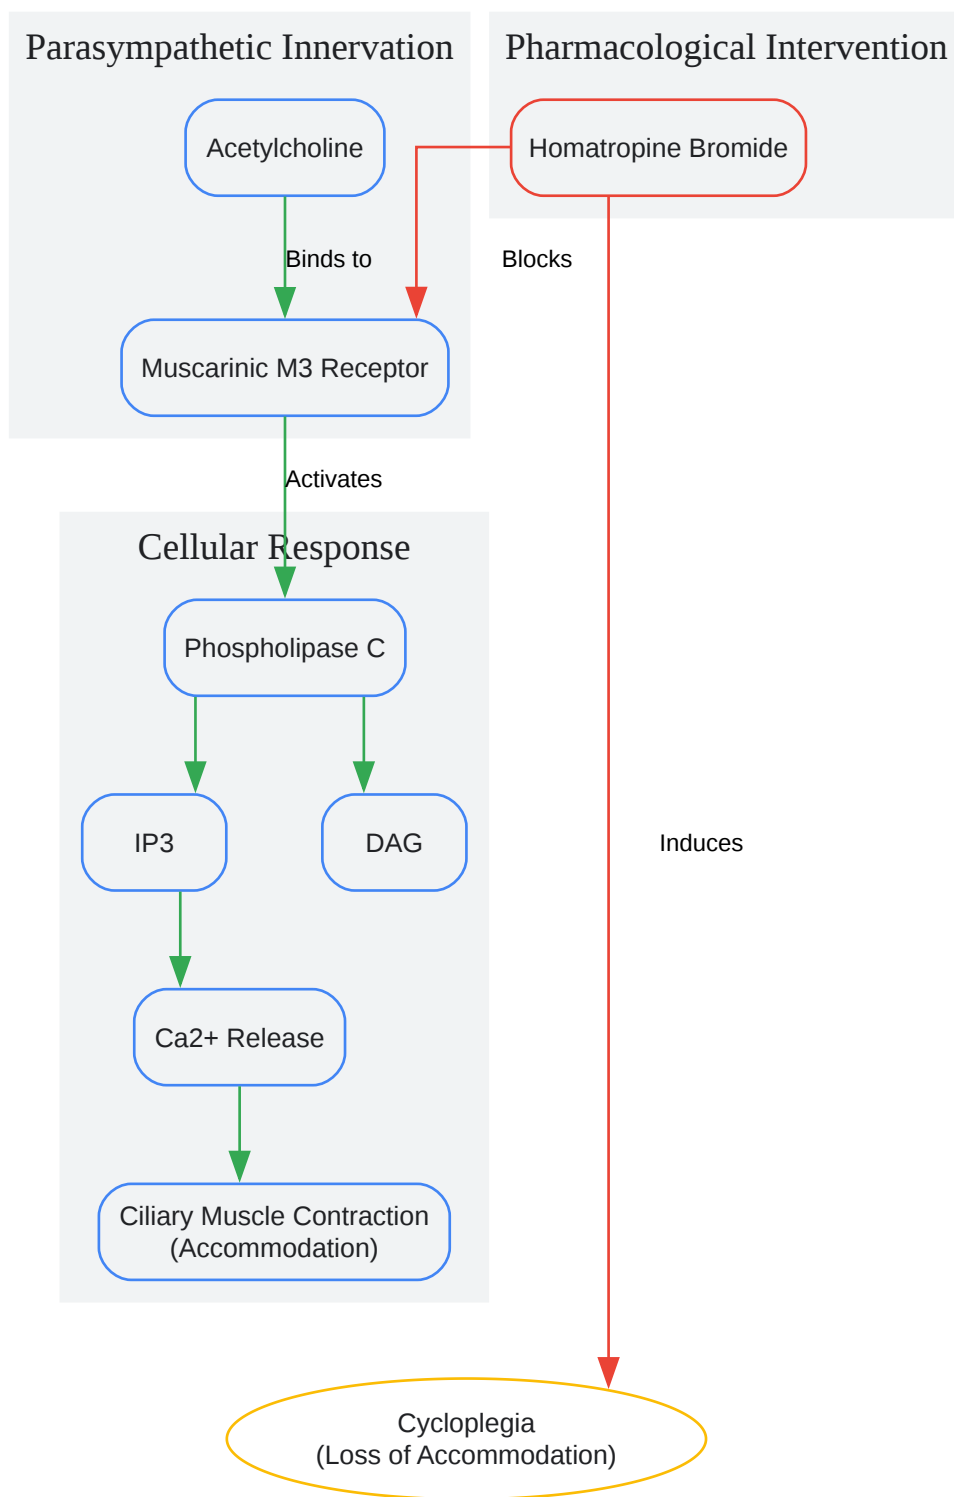 Parasympathetic Innervation
Pharmacological Intervention
Acetylcholine
Homatropine Bromide
Binds to
Blocks
Muscarinic M3 Receptor
Activates
Cellular Response
Phospholipase C
IP3
DAG
Induces
Ca2+ Release
Ciliary Muscle Contraction
(Accommodation)
Cycloplegia
(Loss of Accommodation)